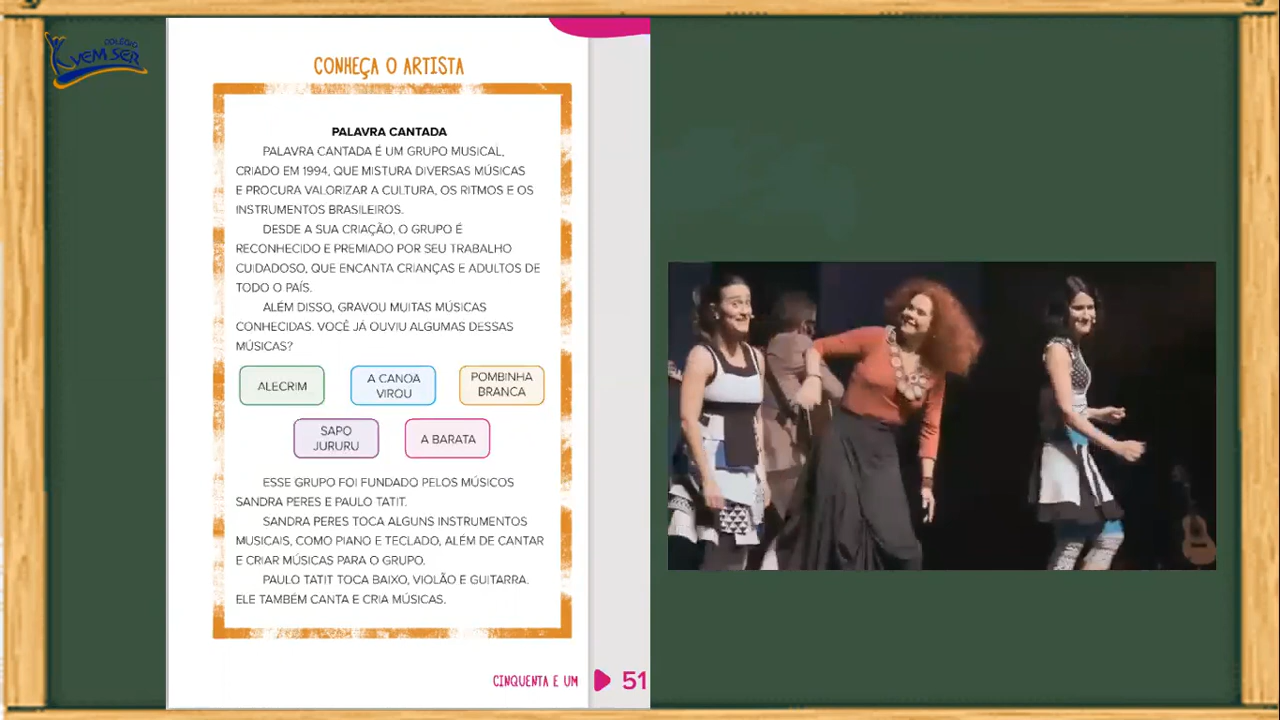 COLÉGIO
VEM SER
CONHEÇA O ARTISTA
PALAVRA CANTADA
PALAVRA CANTADA É UM GRUPO MUSICAL,
CRIADO EM 1994, QUE MISTURA DIVERSAS MÚSICAS
E PROCURA VALORIZAR A CULTURA, OS RITMOS E OS
INSTRUMENTOS BRASILEIROS.
DESDE A SUA CRIAÇÃO, O GRUPO É
RECONHECIDO E PREMIADO POR SEU TRABALHO
CUIDADOSO, QUE ENCANTA CRIANÇAS E ADULTOS DE
TODO O PAÍS.
ALÉM DISSO, GRAVOU MUITAS MÚSICAS
CONHECIDAS. VOCÊ JÁ OUVIU ALGUMAS DESSAS
MÚSICAS?
ALECRIM
A CANOA
VIROU
POMBINHA
BRANCA
SAPO
JURURU
A BARATA
ESSE GRUPO FOI FUNDADO PELOS MÚSICOS
SANDRA PERES E PAULO TATIT.
SANDRA PERES TOCA ALGUNS INSTRUMENTOS
MUSICAIS, COMO PIANO E TECLADO, ALÉM DE CANTAR
E CRIAR MÚSICAS PARA O GRUPO.
PAULO TATIT TOCA BAIXO, VIOLÃO E GUITARRA.
ELE TAMBÉM CANTA E CRIA MÚSICAS.
CINQUENTA E UM 51